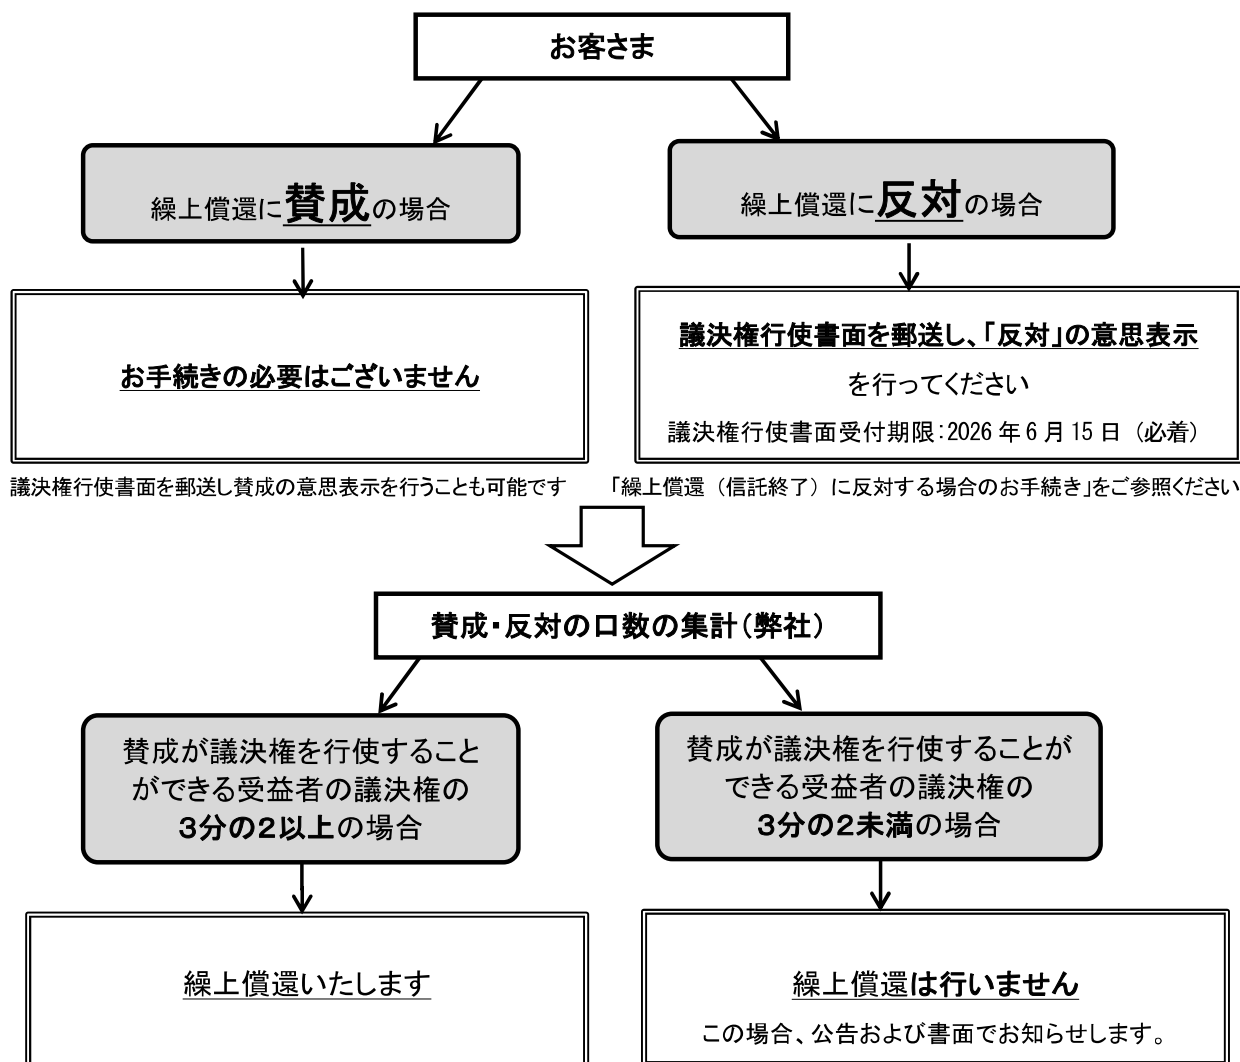 お客さま
繰上償還に賛成の場合
繰上償還に反対の場合
お手続きの必要はございません
議決権行使書面を郵送し、「反対」の意思表示
を行ってください
議決権行使書面受付期限：2026年6月15日（必着）
議決権行使書面を郵送し賛成の意思表示を行うことも可能です
「繰上償還（信託終了）に反対する場合のお手続き」をご参照ください
賛成・反対の口数の集計（弊社）
賛成が議決権を行使すること
ができる受益者の議決権の
３分の２以上の場合
賛成が議決権を行使することが
できる受益者の議決権の
３分の２未満の場合
繰上償還いたします
繰上償還は行いません
この場合、公告および書面でお知らせします。